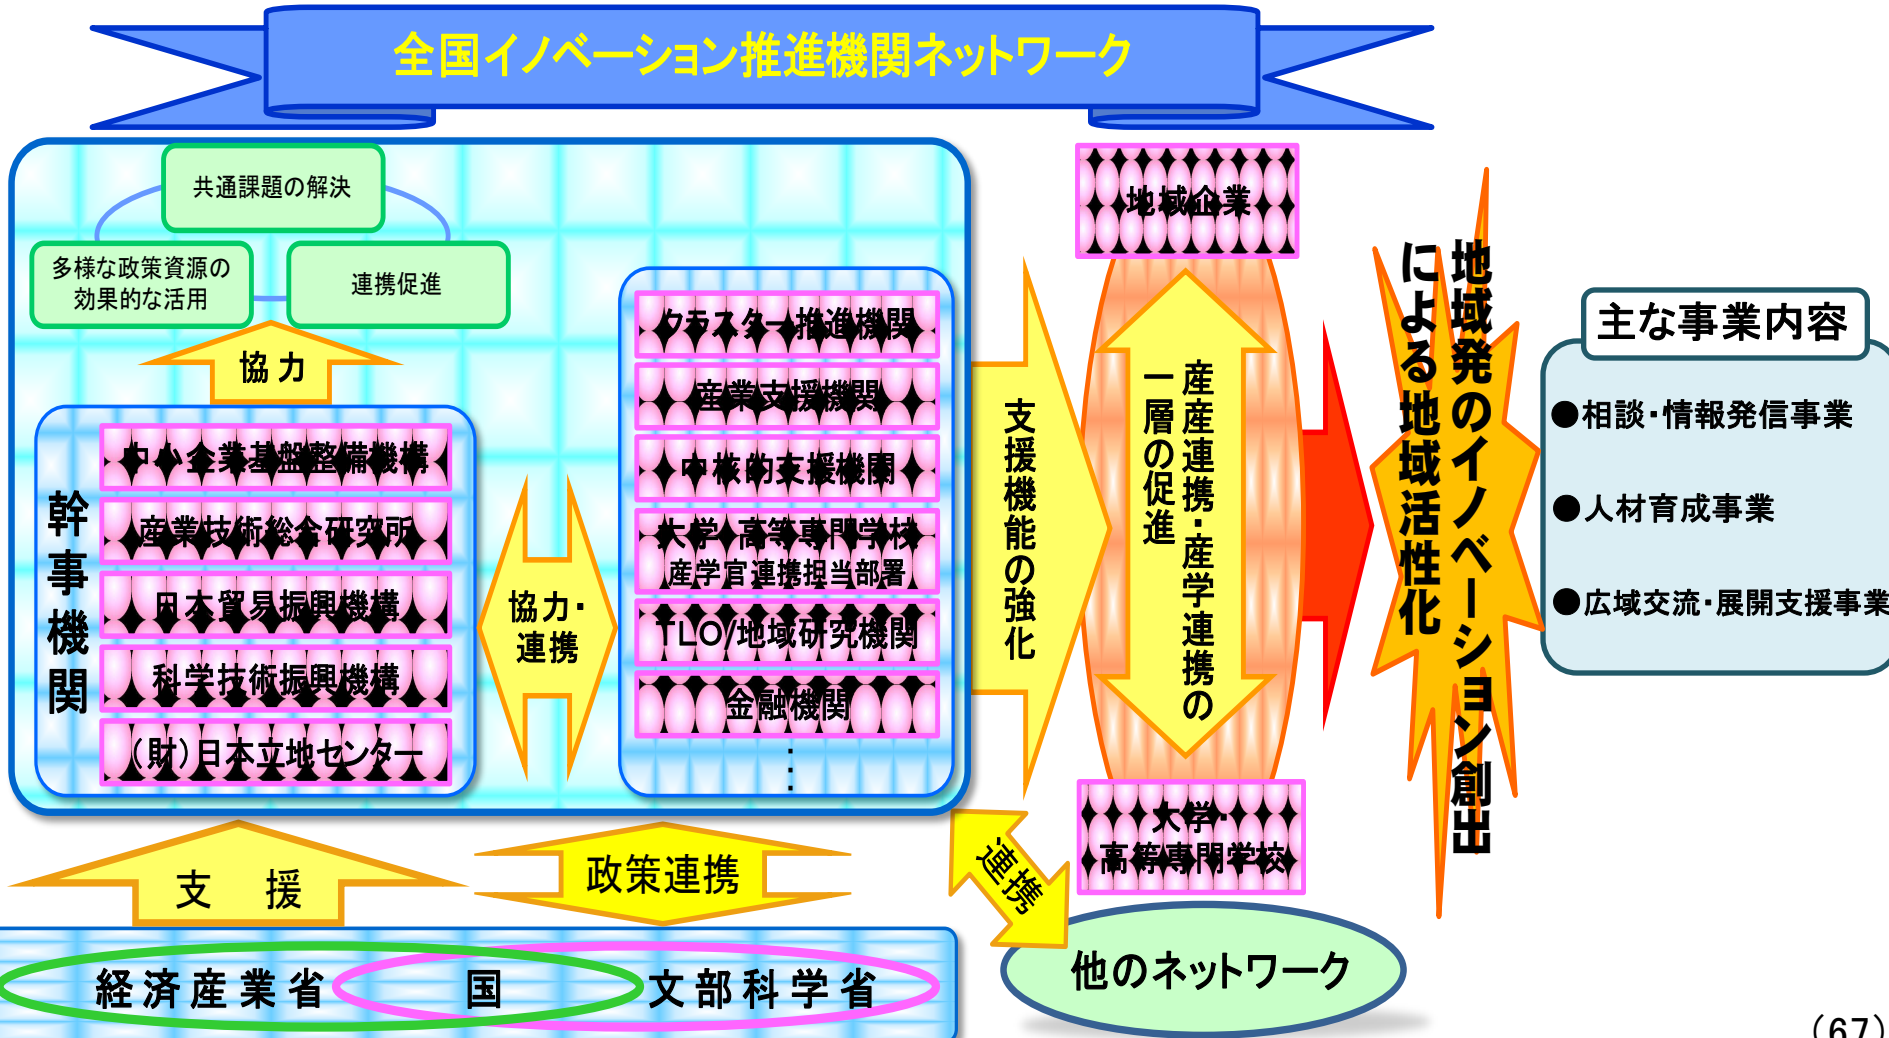 全国イノベーション推進機関ネットワーク
共通課題の解決
多様な政策資源の
効果的な活用
連携促進
協力
幹事機関
中小企業基盤整備機構
産業技術総合研究所
日本貿易振興機構
科学技術振興機構
(財)日本立地センター
協力・
連携
クラスター推進機関
産業支援機関
中核的支援機関
大学・高等専門学校
産学官連携担当部署
TLO/地域研究機関
金融機関
⋮
支援機能の強化
地域企業
産産連携・産学連携の
一層の促進
大学・
高等専門学校
地域発のイノベーション創出
による地域活性化
主な事業内容
●相談・情報発信事業
●人材育成事業
●広域交流・展開支援事業
支 援
政策連携
連携
経済産業省
国
文部科学省
他のネットワーク
(67)